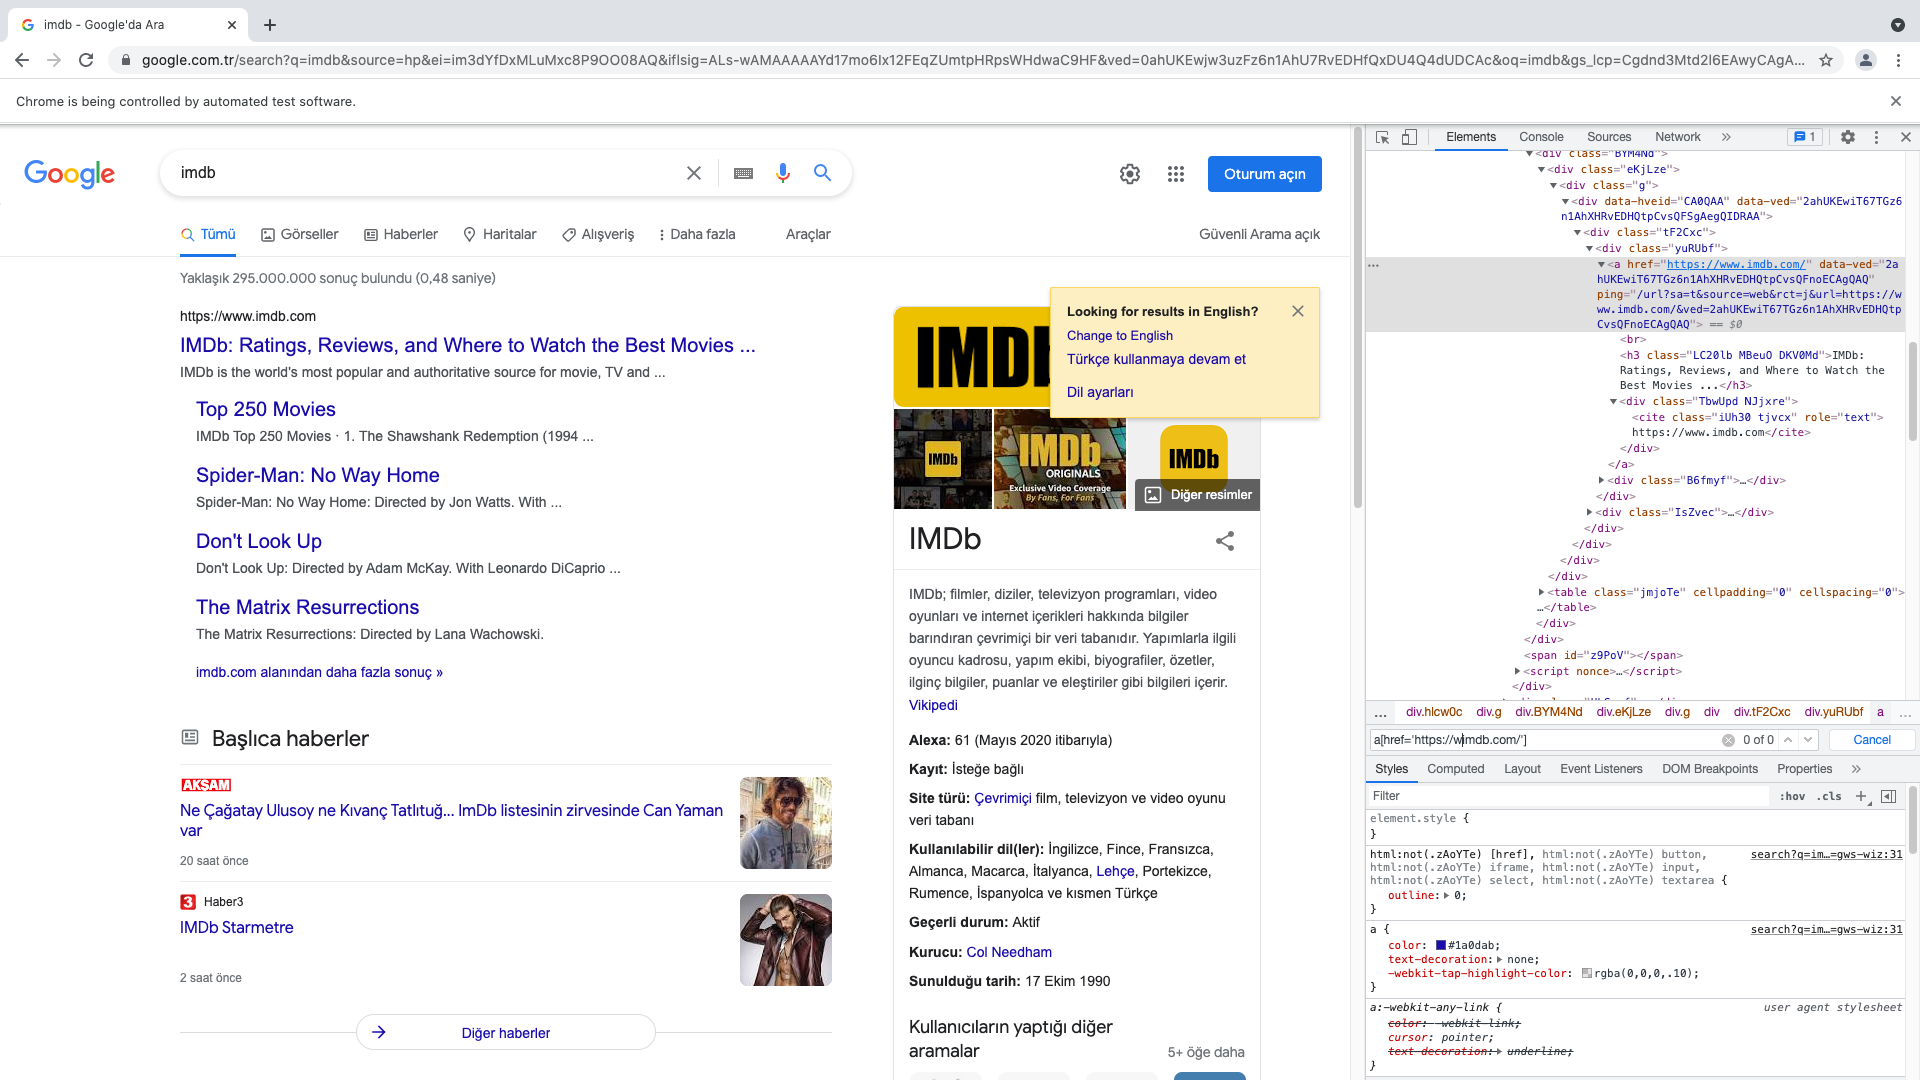 imdb - Google'da Ara
google.com.tr/search?q=imdb&source=hp&ei=im3dYfDxMLuMxc8P9OO08AQ&iflsig=ALs-wAMAAAAAYd17mo6Ix12FEqZUmtpHRpsWHdwaC9HF&ved=0ahUKEwjw3uzFz6n1AhU7RvEDHfQxDU4Q4dUDCAc&oq=imdb&gs_lcp=Cgdnd3Mtd2l6EAwyCAgA...
Chrome is being controlled by automated test software.
Google
imdb
Oturum açın
Tümü
Görseller
Haberler
Haritalar
Alışveriş
Daha fazla
Araçlar
Güvenli Arama açık
Yaklaşık 295.000.000 sonuç bulundu (0,48 saniye)
https://www.imdb.com
IMDb: Ratings, Reviews, and Where to Watch the Best Movies ...
IMDb is the world's most popular and authoritative source for movie, TV and ...
Top 250 Movies
IMDb Top 250 Movies · 1. The Shawshank Redemption (1994 ...
Spider-Man: No Way Home
Spider-Man: No Way Home: Directed by Jon Watts. With ...
Don't Look Up
Don't Look Up: Directed by Adam McKay. With Leonardo DiCaprio ...
The Matrix Resurrections
The Matrix Resurrections: Directed by Lana Wachowski.
imdb.com alanından daha fazla sonuç »
Başlıca haberler
AKŞAM
Ne Çağatay Ulusoy ne Kıvanç Tatlıtuğ... ImDb listesinin zirvesinde Can Yaman
var
20 saat önce
3 Haber3
IMDb Starmetre
2 saat önce
Diğer haberler
Looking for results in English?
Change to English
Türkçe kullanmaya devam et
Dil ayarları
IMDb
IMDb
IMDb
ORIGINALS
Exclusive Video Coverage
By Fans, For Fans
IMDb
Diğer resimler
IMDb
IMDb; filmler, diziler, televizyon programları, video
oyunları ve internet içerikleri hakkında bilgiler
barındıran çevrimiçi bir veri tabanıdır. Yapımlarla ilgili
oyuncu kadrosu, yapım ekibi, biyografiler, özetler,
ilginç bilgiler, puanlar ve eleştiriler gibi bilgileri içerir.
Vikipedi
Alexa: 61 (Mayıs 2020 itibarıyla)
Kayıt: İsteğe bağlı
Site türü: Çevrimiçi film, televizyon ve video oyunu
veri tabanı
Kullanılabilir dil(ler): İngilizce, Fince, Fransızca,
Almanca, Macarca, İtalyanca, Lehçe, Portekizce,
Rumence, İspanyolca ve kısmen Türkçe
Geçerli durum: Aktif
Kurucu: Col Needham
Sunulduğu tarih: 17 Ekim 1990
Kullanıcıların yaptığı diğer
aramalar
5+ öğe daha
Elements Console Sources Network » 1
<div class="BYM4Nd">
<div class="eKjLze">
<div class="g">
<div data-hveid="CA0QAA" data-ved="2ahUKEwiT67TGz6
n1AhXHRvEDHQtpCvsQFSgAegQIDRAA">
<div class="tF2Cxc">
<div class="yuRUbf">
<a href="https://www.imdb.com/" data-ved="2a
hUKEwiT67TGz6n1AhXHRvEDHQtpCvsQFnoECAgQAQ"
ping="/url?sa=t&source=web&rct=j&url=https://w
ww.imdb.com/&ved=2ahUKEwiT67TGz6n1AhXHRvEDHQtp
CvsQFnoECAgQAQ"> == $0
<br>
<h3 class="LC20lb MBeuO DKV0Md">IMDb:
Ratings, Reviews, and Where to Watch the
Best Movies ...</h3>
<div class="TbwUpd NJjxre">
<cite class="iUh30 tjvcx" role="text">
https://www.imdb.com</cite>
</div>
</a>
<div class="B6fmyf">…</div>
</div>
<div class="IsZvec">…</div>
</div>
</div>
</div>
</div>
<table class="jmjoTe" cellpadding="0" cellspacing="0">
…</table>
</div>
</div>
<span id="z9PoV"></span>
<script nonce>…</script>
</div>
... div.hlcw0c div.g div.BYM4Nd div.eKjLze div.g div div.tF2Cxc div.yuRUbf a ...
a[href='https://wimdb.com/']
0 of 0
Cancel
Styles Computed Layout Event Listeners DOM Breakpoints Properties »
Filter
:hov .cls +
element.style {
}
html:not(.zAoYTe) [href], html:not(.zAoYTe) button, search?q=im…=gws-wiz:31
html:not(.zAoYTe) iframe, html:not(.zAoYTe) input,
html:not(.zAoYTe) select, html:not(.zAoYTe) textarea {
outline: 0;
}
a { search?q=im…=gws-wiz:31
color: #1a0dab;
text-decoration: none;
-webkit-tap-highlight-color: rgba(0,0,0,.10);
}
a:-webkit-any-link { user agent stylesheet
color: -webkit-link;
cursor: pointer;
text-decoration: underline;
}